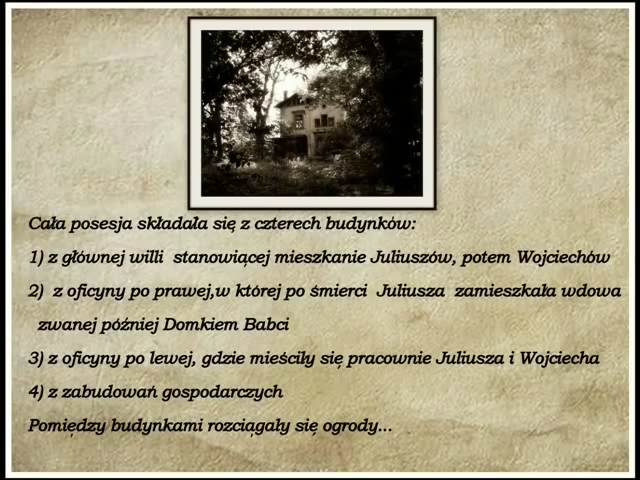 Cała posesja składała się z czterech budynków:
1) z głównej willi stanowiącej mieszkanie Juliuszów, potem Wojciechów
2) z oficyny po prawej,w której po śmierci Juliusza zamieszkała wdowa
zwanej później Domkiem Babci
3) z oficyny po lewej, gdzie mieściły się pracownie Juliusza i Wojciecha
4) z zabudowań gospodarczych
Pomiędzy budynkami rozciągały się ogrody...